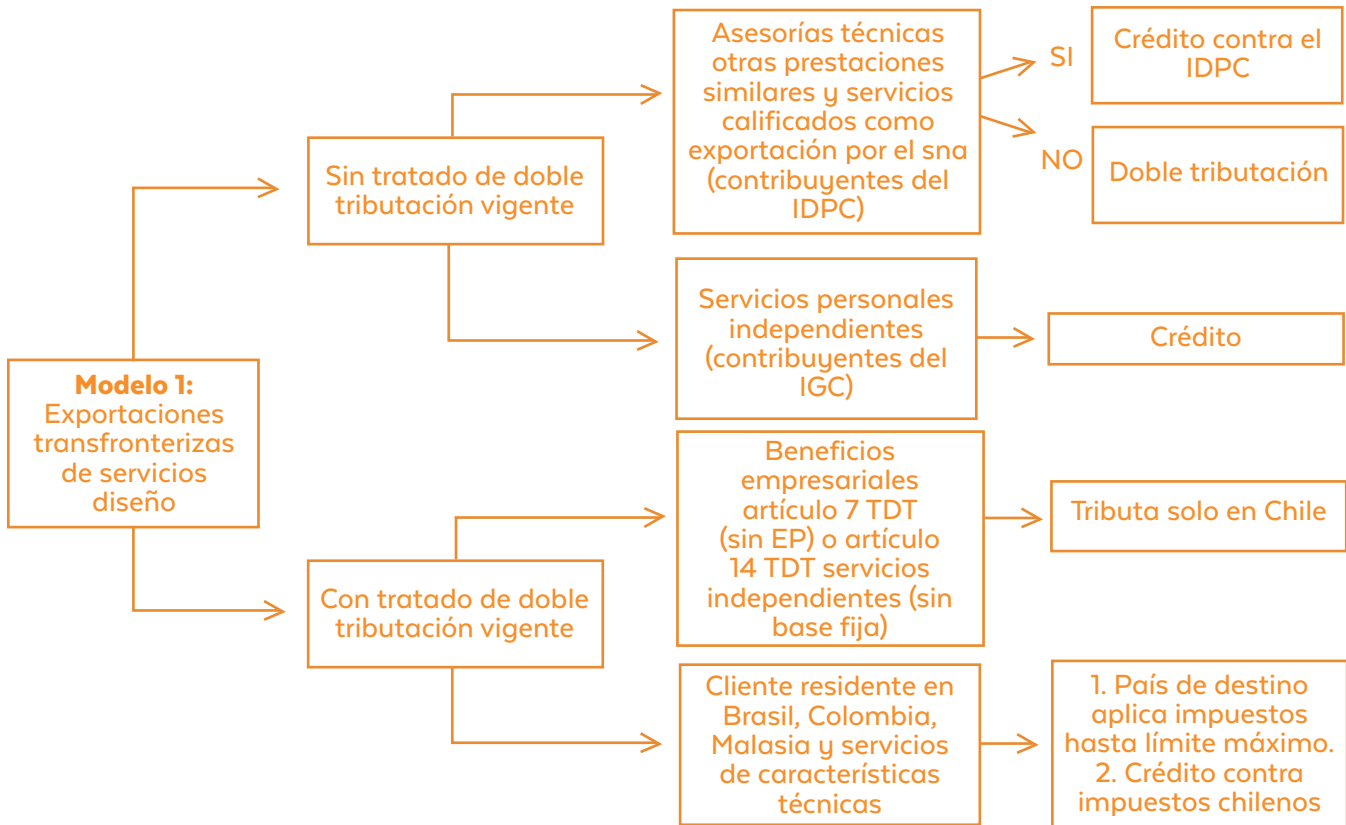 Modelo 1:
Exportaciones
transfronterizas
de servicios
diseño
Sin tratado de doble
tributación vigente
Asesorías técnicas
otras prestaciones
similares y servicios
calificados como
exportación por el sna
(contribuyentes del
IDPC)
SI
Crédito contra el
IDPC
NO
Doble tributación
Servicios personales
independientes
(contribuyentes del
IGC)
Crédito
Con tratado de doble
tributación vigente
Beneficios
empresariales
artículo 7 TDT
(sin EP) o artículo
14 TDT servicios
independientes (sin
base fija)
Tributa solo en Chile
Cliente residente en
Brasil, Colombia,
Malasia y servicios
de características
técnicas
1. País de destino
aplica impuestos
hasta límite máximo.
2. Crédito contra
impuestos chilenos